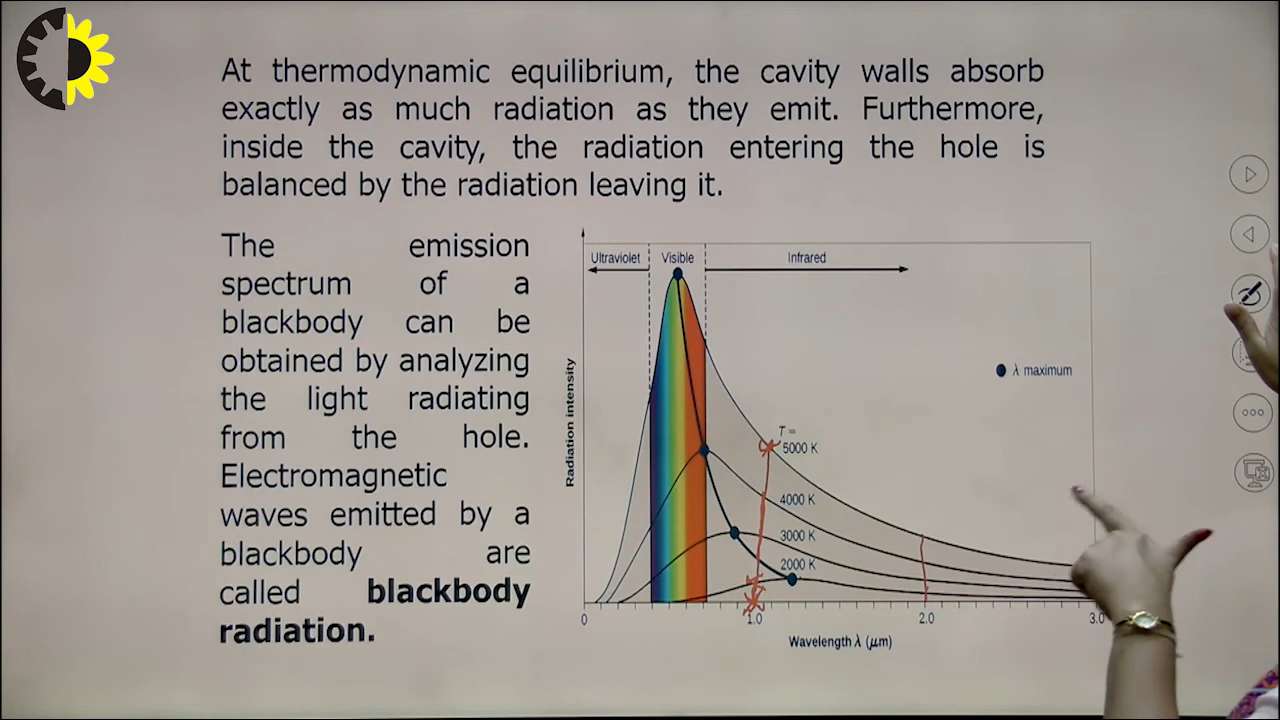 At thermodynamic equilibrium, the cavity walls absorb
exactly as much radiation as they emit. Furthermore,
inside the cavity, the radiation entering the hole is
balanced by the radiation leaving it.
The emission
spectrum of a
blackbody can be
obtained by analyzing
the light radiating
from the hole.
Electromagnetic
waves emitted by a
blackbody are
called blackbody
radiation.
Ultraviolet
Visible
Infrared
λ maximum
Radiation intensity
T =
5000 K
4000 K
3000 K
2000 K
0
1.0
2.0
3.0
Wavelength λ (μm)